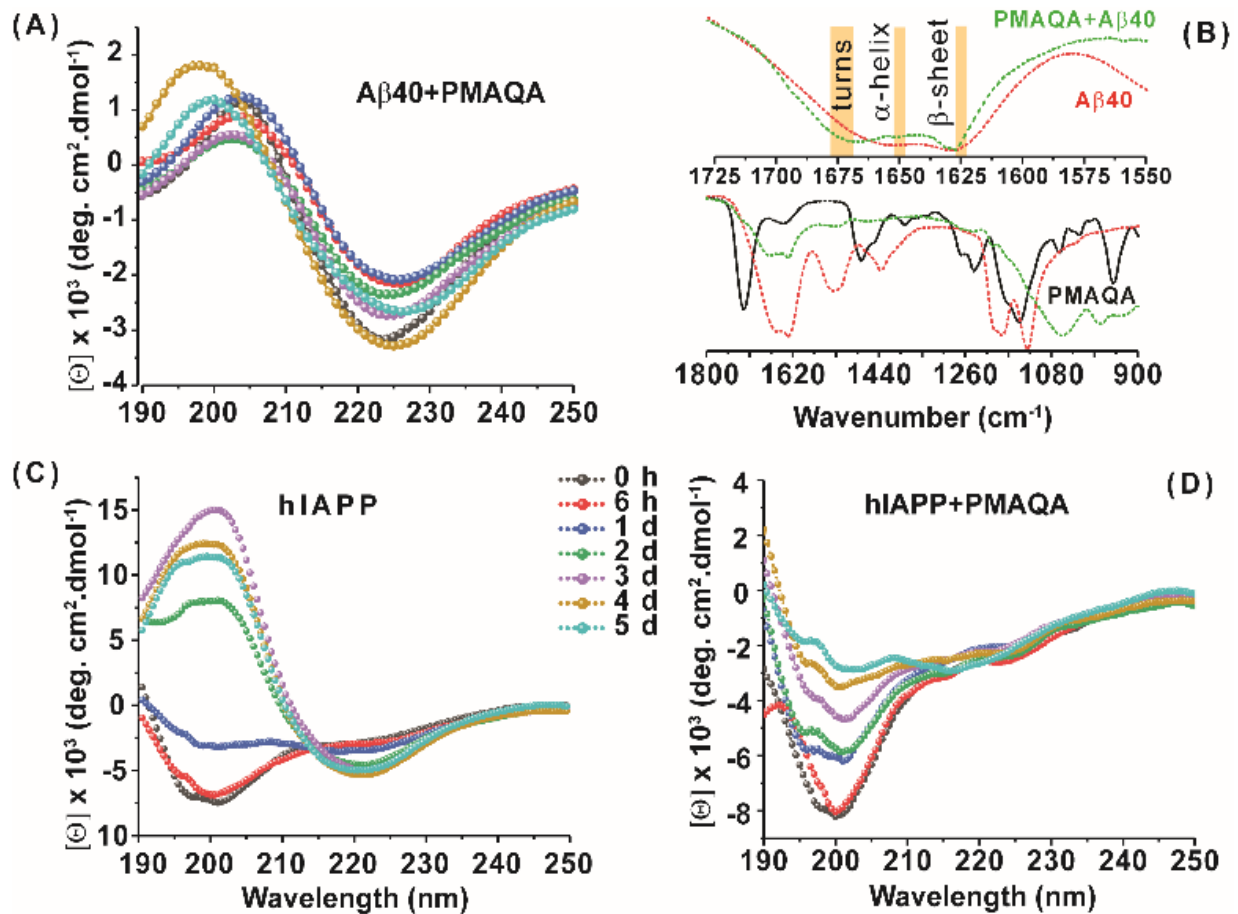 (A)
Aβ40+PMAQA
[Θ] x 10³ (deg. cm².dmol⁻¹)
2
1
0
-1
-2
-3
-4
190 200 210 220 230 240 250
(B)
PMAQA+Aβ40
Aβ40
turns
α-helix
β-sheet
1725 1700 1675 1650 1625 1600 1575 1550
PMAQA
1800 1620 1440 1260 1080 900
Wavenumber (cm⁻¹)
(C)
hIAPP
[Θ] x 10³ (deg. cm².dmol⁻¹)
15
10
5
0
-5
10
190 200 210 220 230 240 250
Wavelength (nm)
0 h
6 h
1 d
2 d
3 d
4 d
5 d
(D)
hIAPP+PMAQA
[Θ] x 10³ (deg. cm².dmol⁻¹)
4
2
0
-2
-4
-6
-8
190 200 210 220 230 240 250
Wavelength (nm)